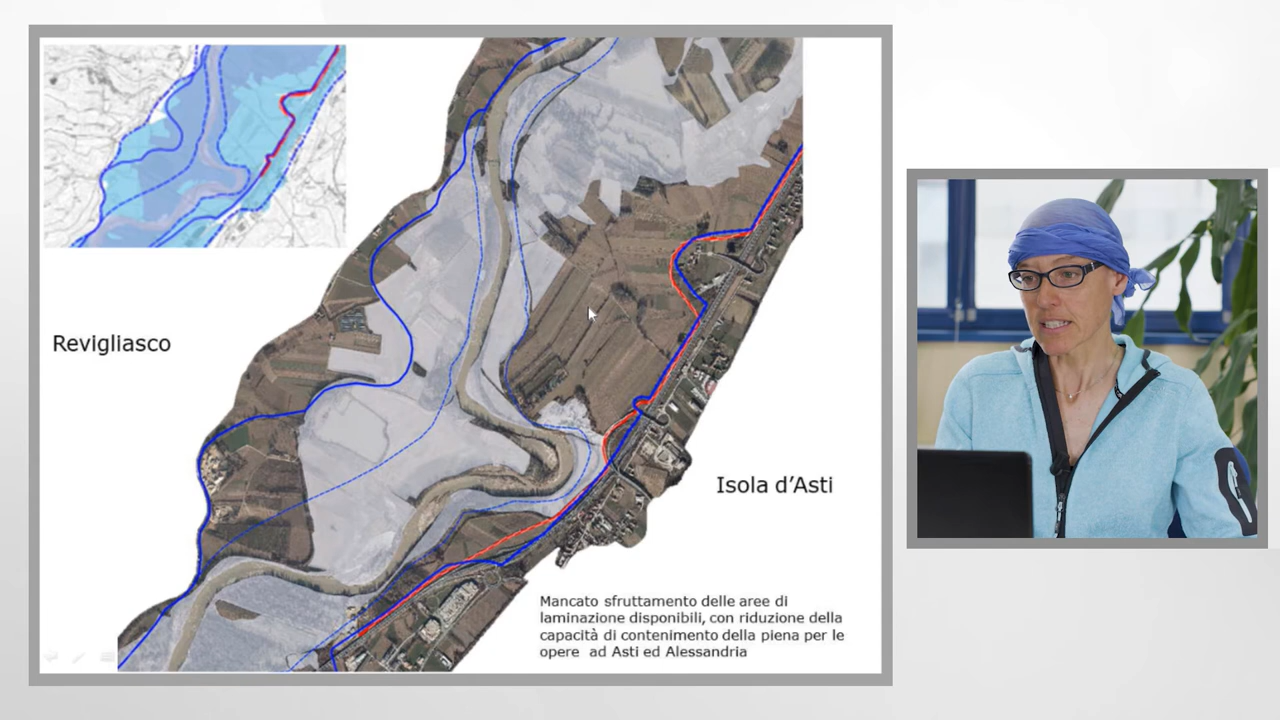 Revigliasco
Isola d'Asti
Mancato sfruttamento delle aree di
laminazione disponibili, con riduzione della
capacità di contenimento della piena per le
opere ad Asti ed Alessandria